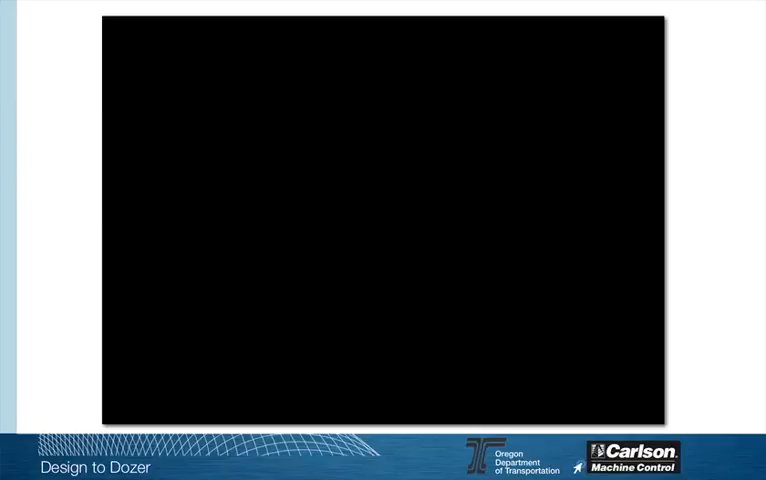 Design to Dozer
Oregon
Department
of Transportation
Carlson
Machine Control